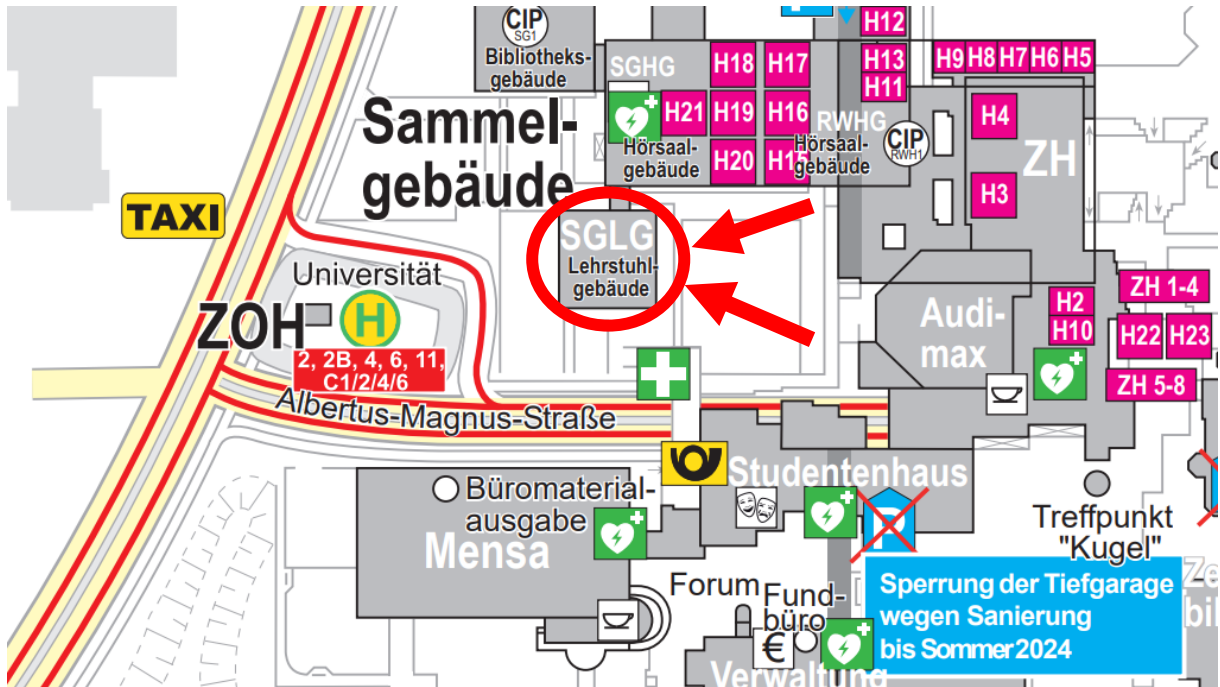 CIP
SG1
Bibliotheks-
gebäude
SGHG
H18
H17
H21
H19
H16
H20
H15
Hörsaal-
gebäude
RWHG
Hörsaal-
gebäude
H12
H13
H11
CIP
RWH1
H9 H8 H7 H6 H5
H4
H3
ZH
Sammel-
gebäude
TAXI
SGLG
Lehrstuhl-
gebäude
Universität
ZOH
H
2, 2B, 4, 6, 11,
C1/2/4/6
Albertus-Magnus-Straße
Audi-
max
H2
H10
ZH 1-4
H22
H23
ZH 5-8
Studentenhaus
Büromaterial-
ausgabe
Mensa
P
Treffpunkt
"Kugel"
Forum
Fund-
büro
€
Verwaltung
Sperrung der Tiefgarage
wegen Sanierung
bis Sommer 2024